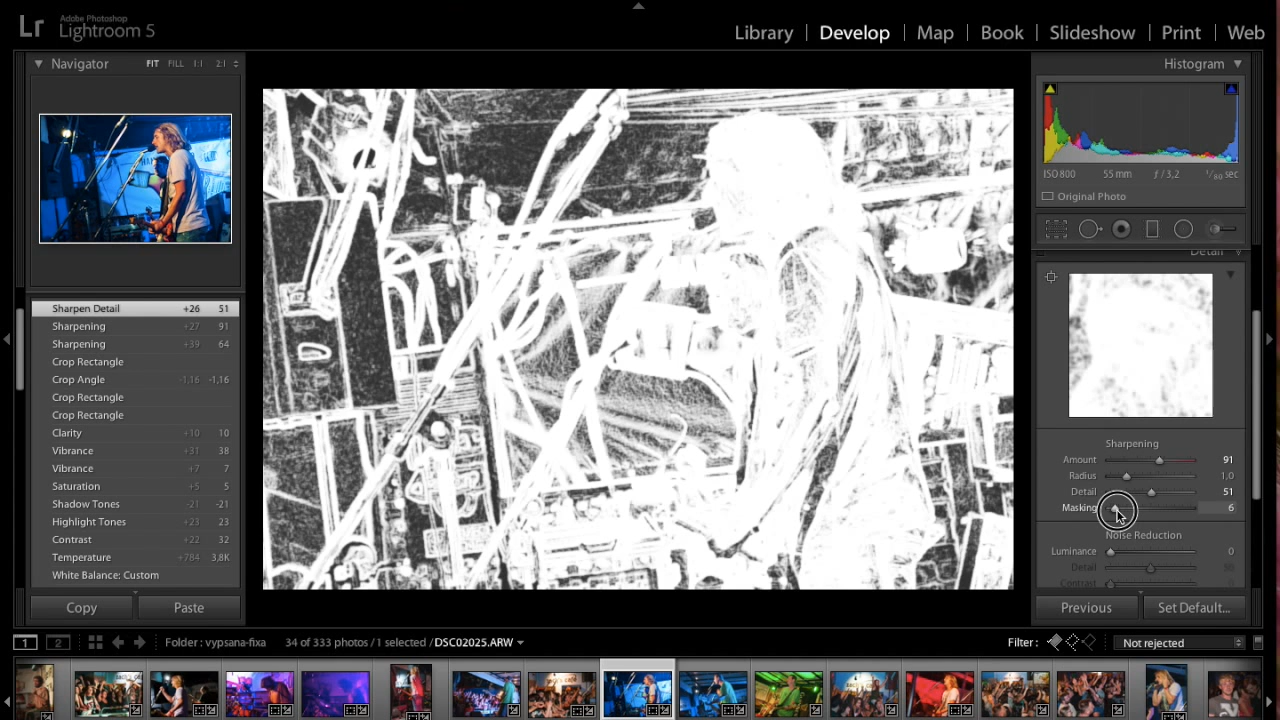 Lr Adobe Photoshop
Lightroom 5
Library | Develop | Map | Book | Slideshow | Print | Web
Navigator FIT FILL 1:1 2:1
Histogram
ISO 800 55 mm ƒ / 3,2 1/80 sec
Original Photo
Detail
Sharpen Detail +26 51
Sharpening +27 91
Sharpening +39 64
Crop Rectangle
Crop Angle -1,16 -1,16
Crop Rectangle
Crop Rectangle
Clarity +10 10
Vibrance +31 38
Vibrance +7 7
Saturation +5 5
Shadow Tones -21 -21
Highlight Tones +23 23
Contrast +22 32
Temperature +784 3,8K
White Balance: Custom
Sharpening
Amount 91
Radius 1,0
Detail 51
Masking 6
Noise Reduction
Luminance 0
Detail 50
Contrast 0
Copy Paste
Previous Set Default...
1 2 Folder : vypsana-fixa 34 of 333 photos / 1 selected / DSC02025.ARW Filter : Not rejected